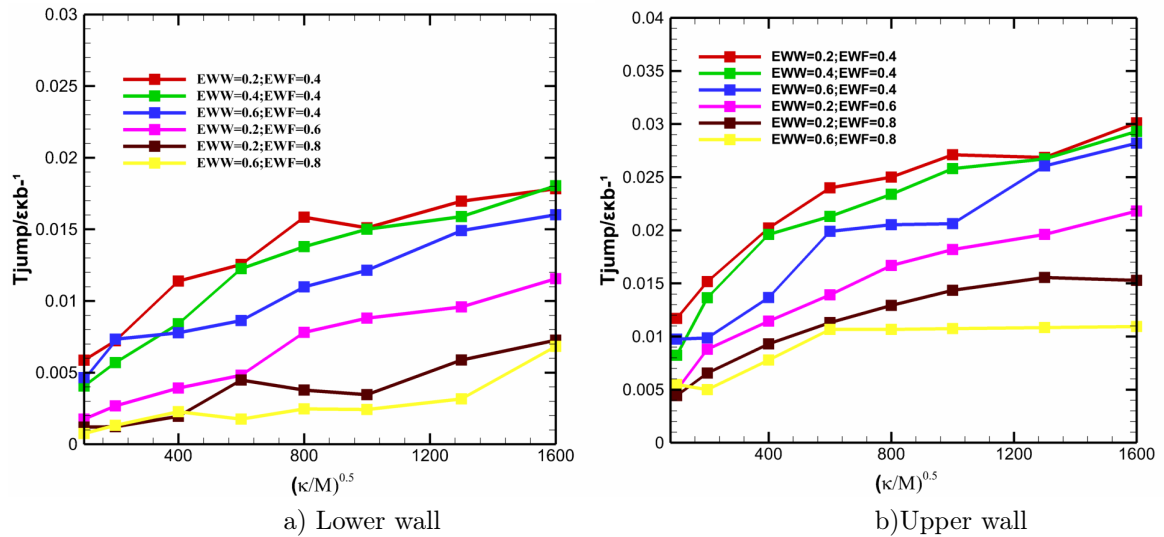 0.03
0.025
0.02
0.015
0.01
0.005
0
Tjump/εκb-¹
EWW=0.2;EWF=0.4
EWW=0.4;EWF=0.4
EWW=0.6;EWF=0.4
EWW=0.2;EWF=0.6
EWW=0.2;EWF=0.8
EWW=0.6;EWF=0.8
400 800 1200 1600
(κ/M)^0.5
a) Lower wall
0.04
0.035
0.03
0.025
0.02
0.015
0.01
0.005
0
Tjump/εκb-¹
EWW=0.2;EWF=0.4
EWW=0.4;EWF=0.4
EWW=0.6;EWF=0.4
EWW=0.2;EWF=0.6
EWW=0.2;EWF=0.8
EWW=0.6;EWF=0.8
400 800 1200 1600
(κ/M)^0.5
b)Upper wall